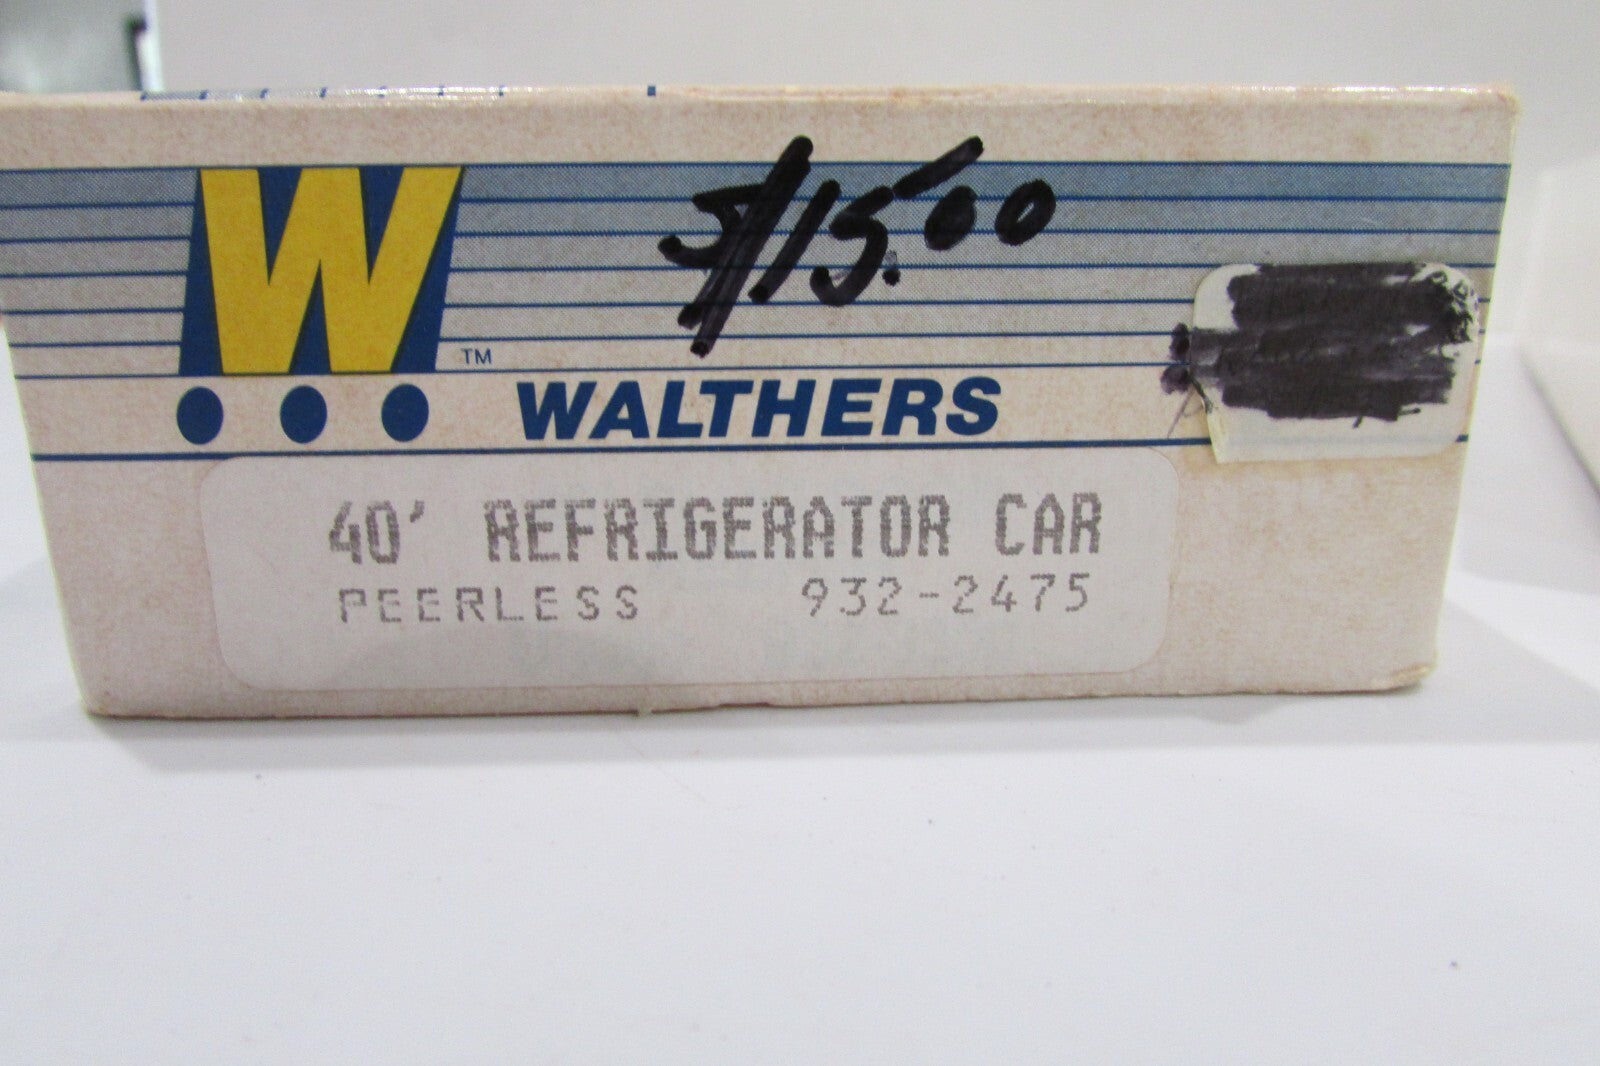 $15.00
W
TM
WALTHERS
40' REFRIGERATOR CAR
PEERLESS 932-2475